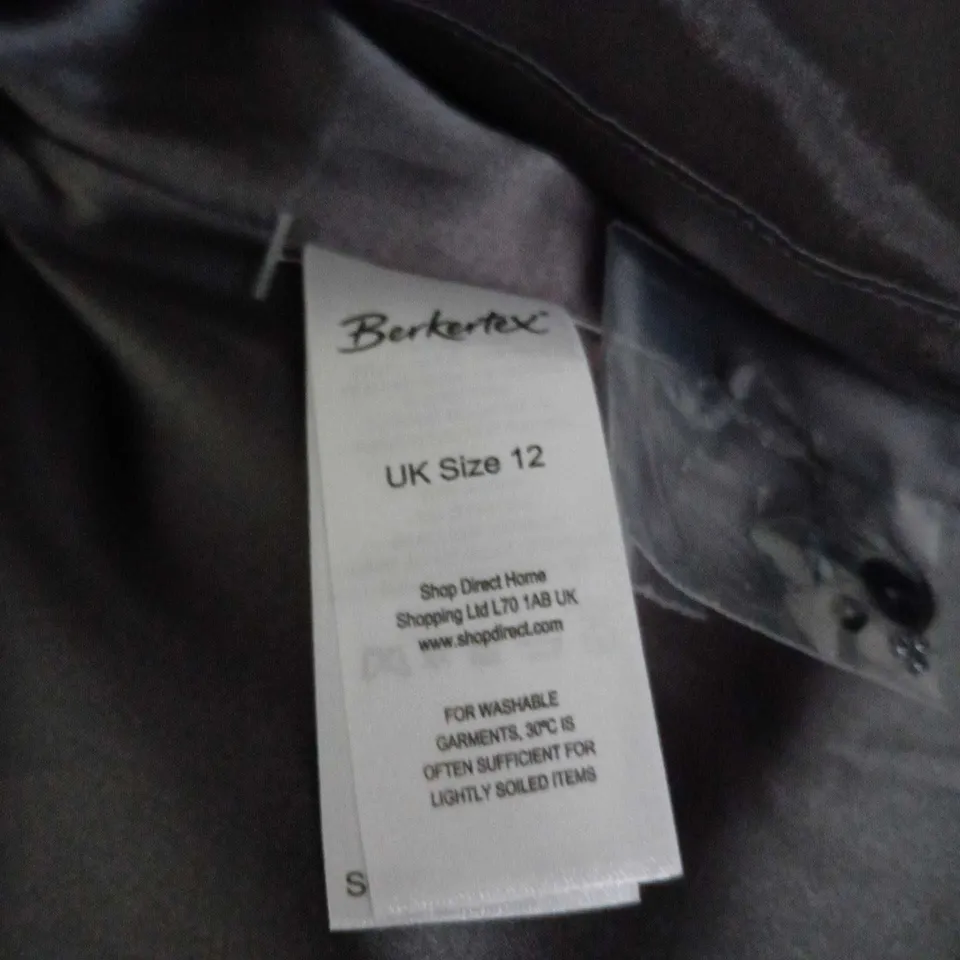 Berkertex™
UK Size 12
Shop Direct Home
Shopping Ltd L70 1AB UK
www.shopdirect.com
FOR WASHABLE
GARMENTS, 30°C IS
OFTEN SUFFICIENT FOR
LIGHTLY SOILED ITEMS
S